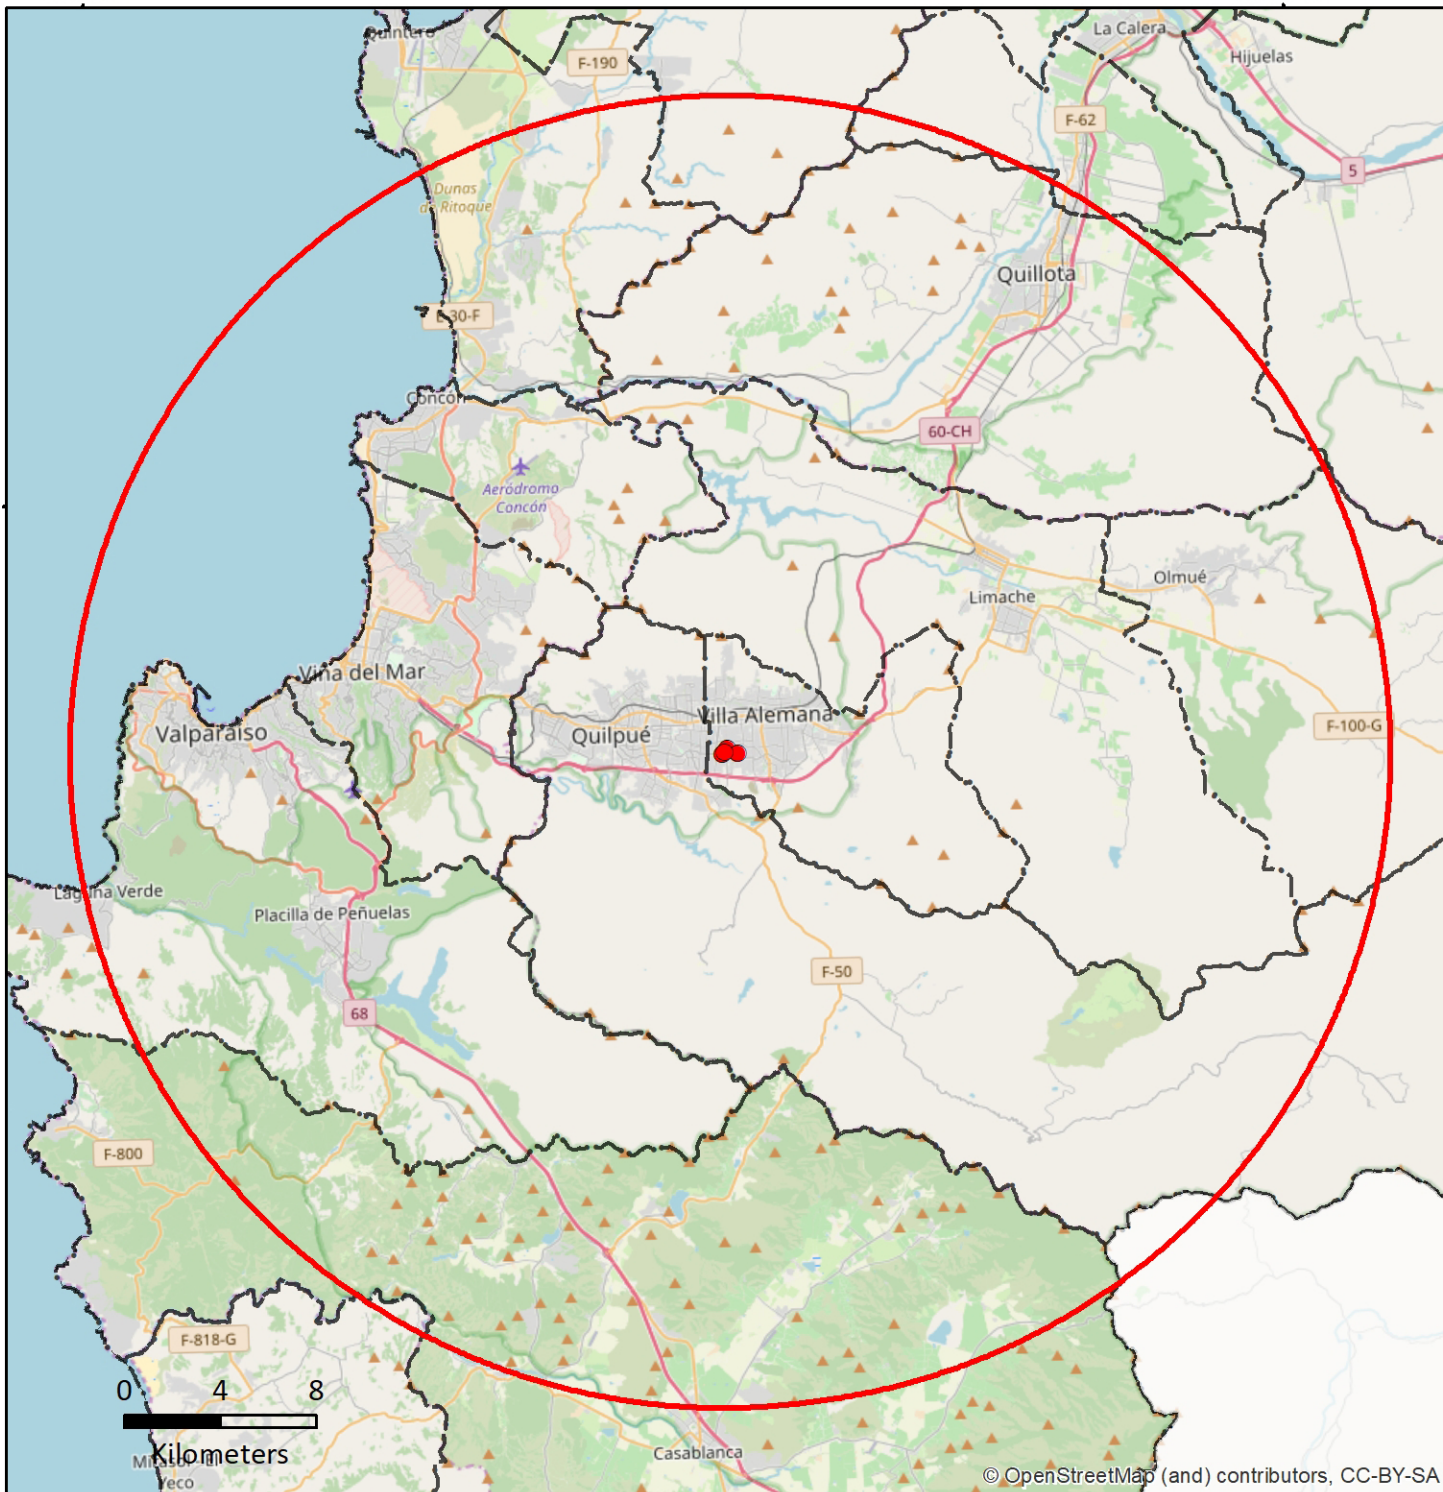 Quintero
F-190
La Calera
Hijuelas
F-62
5
Dunas
de Ritoque
Quillota
E-30-F
Concón
60-CH
Aeródromo
Concón
Olmué
Limache
Viña del Mar
Villa Alemana
Valparaíso
Quilpué
F-100-G
Laguna Verde
Placilla de Peñuelas
F-50
68
F-800
F-818-G
0 4 8
Kilometers
Casablanca
Yeco
© OpenStreetMap (and) contributors, CC-BY-SA